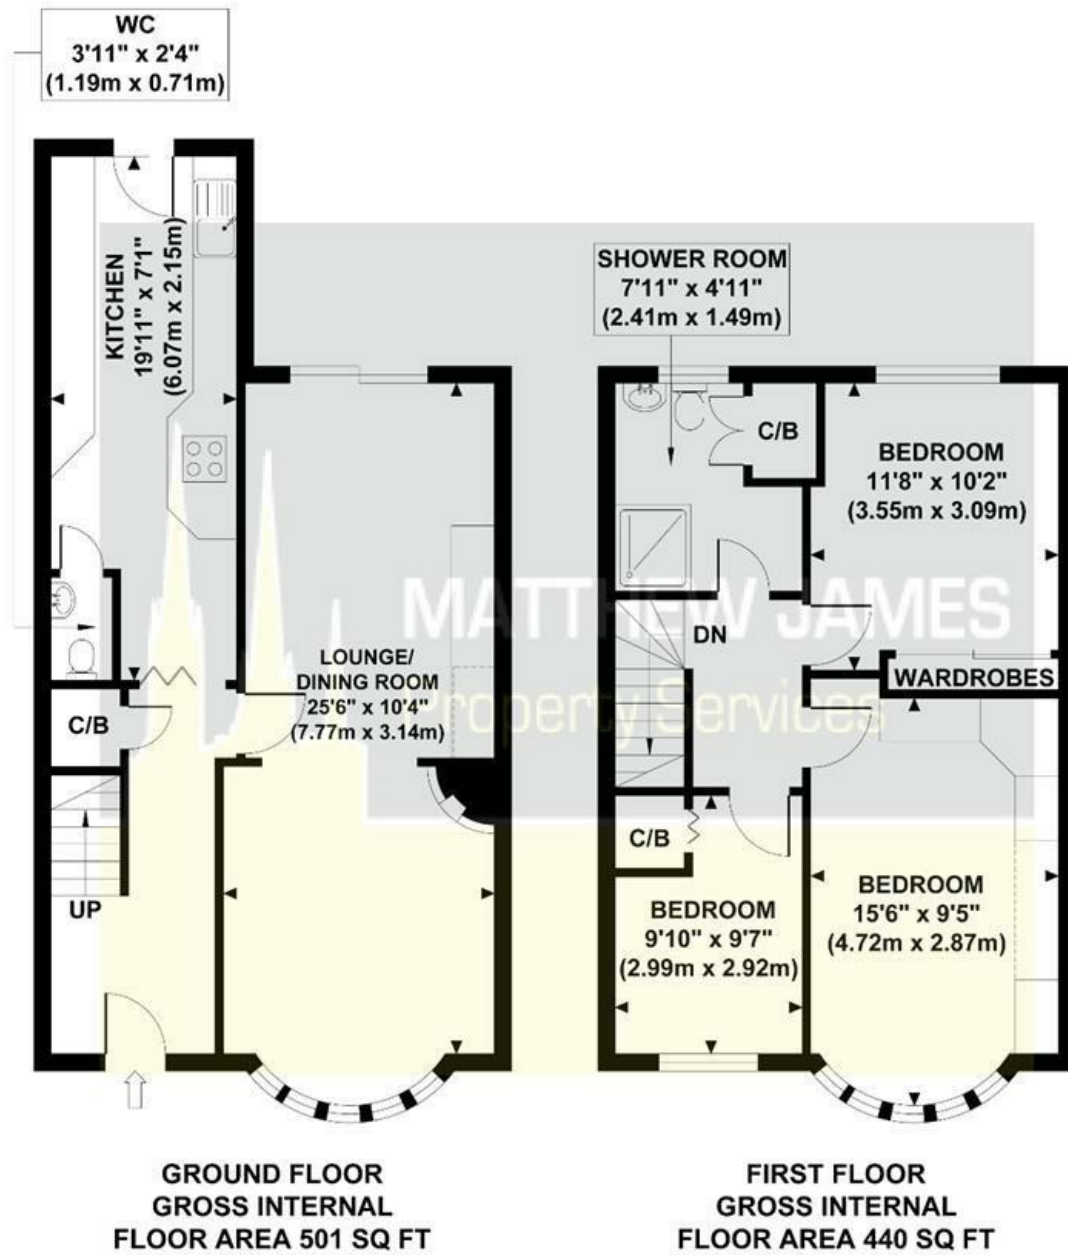 WC
3'11" x 2'4"
(1.19m x 0.71m)
KITCHEN
19'11" x 7'1"
(6.07m x 2.15m)
SHOWER ROOM
7'11" x 4'11"
(2.41m x 1.49m)
C/B
BEDROOM
11'8" x 10'2"
(3.55m x 3.09m)
MATTHEW JAMES
Property Services
DN
LOUNGE/
DINING ROOM
25'6" x 10'4"
(7.77m x 3.14m)
WARDROBES
C/B
C/B
UP
BEDROOM
9'10" x 9'7"
(2.99m x 2.92m)
BEDROOM
15'6" x 9'5"
(4.72m x 2.87m)
GROUND FLOOR
GROSS INTERNAL
FLOOR AREA 501 SQ FT
FIRST FLOOR
GROSS INTERNAL
FLOOR AREA 440 SQ FT